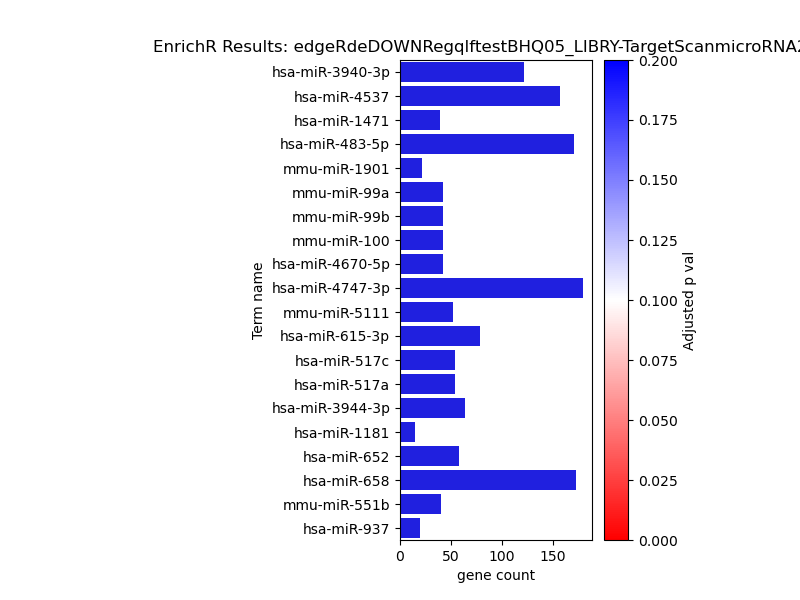 EnrichR Results: edgeRdeDOWNRegqlftestBHQ05_LIBRY-TargetScanmicroRNA2
hsa-miR-3940-3p
hsa-miR-4537
hsa-miR-1471
hsa-miR-483-5p
mmu-miR-1901
mmu-miR-99a
mmu-miR-99b
mmu-miR-100
hsa-miR-4670-5p
hsa-miR-4747-3p
mmu-miR-5111
hsa-miR-615-3p
hsa-miR-517c
hsa-miR-517a
hsa-miR-3944-3p
hsa-miR-1181
hsa-miR-652
hsa-miR-658
mmu-miR-551b
hsa-miR-937
Term name
0 50 100 150
gene count
0.200
0.175
0.150
0.125
0.100
0.075
0.050
0.025
0.000
Adjusted p val